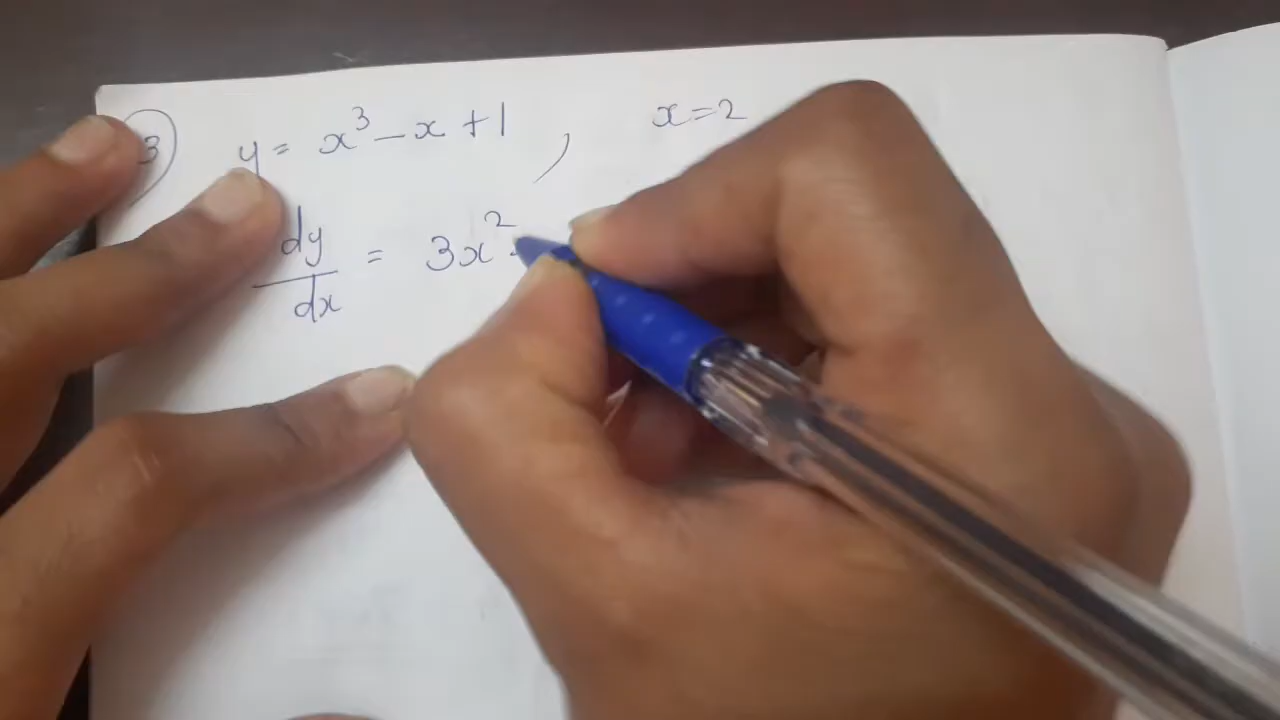 3 y = x³ - x + 1 , x = 2
dy/dx = 3x² -